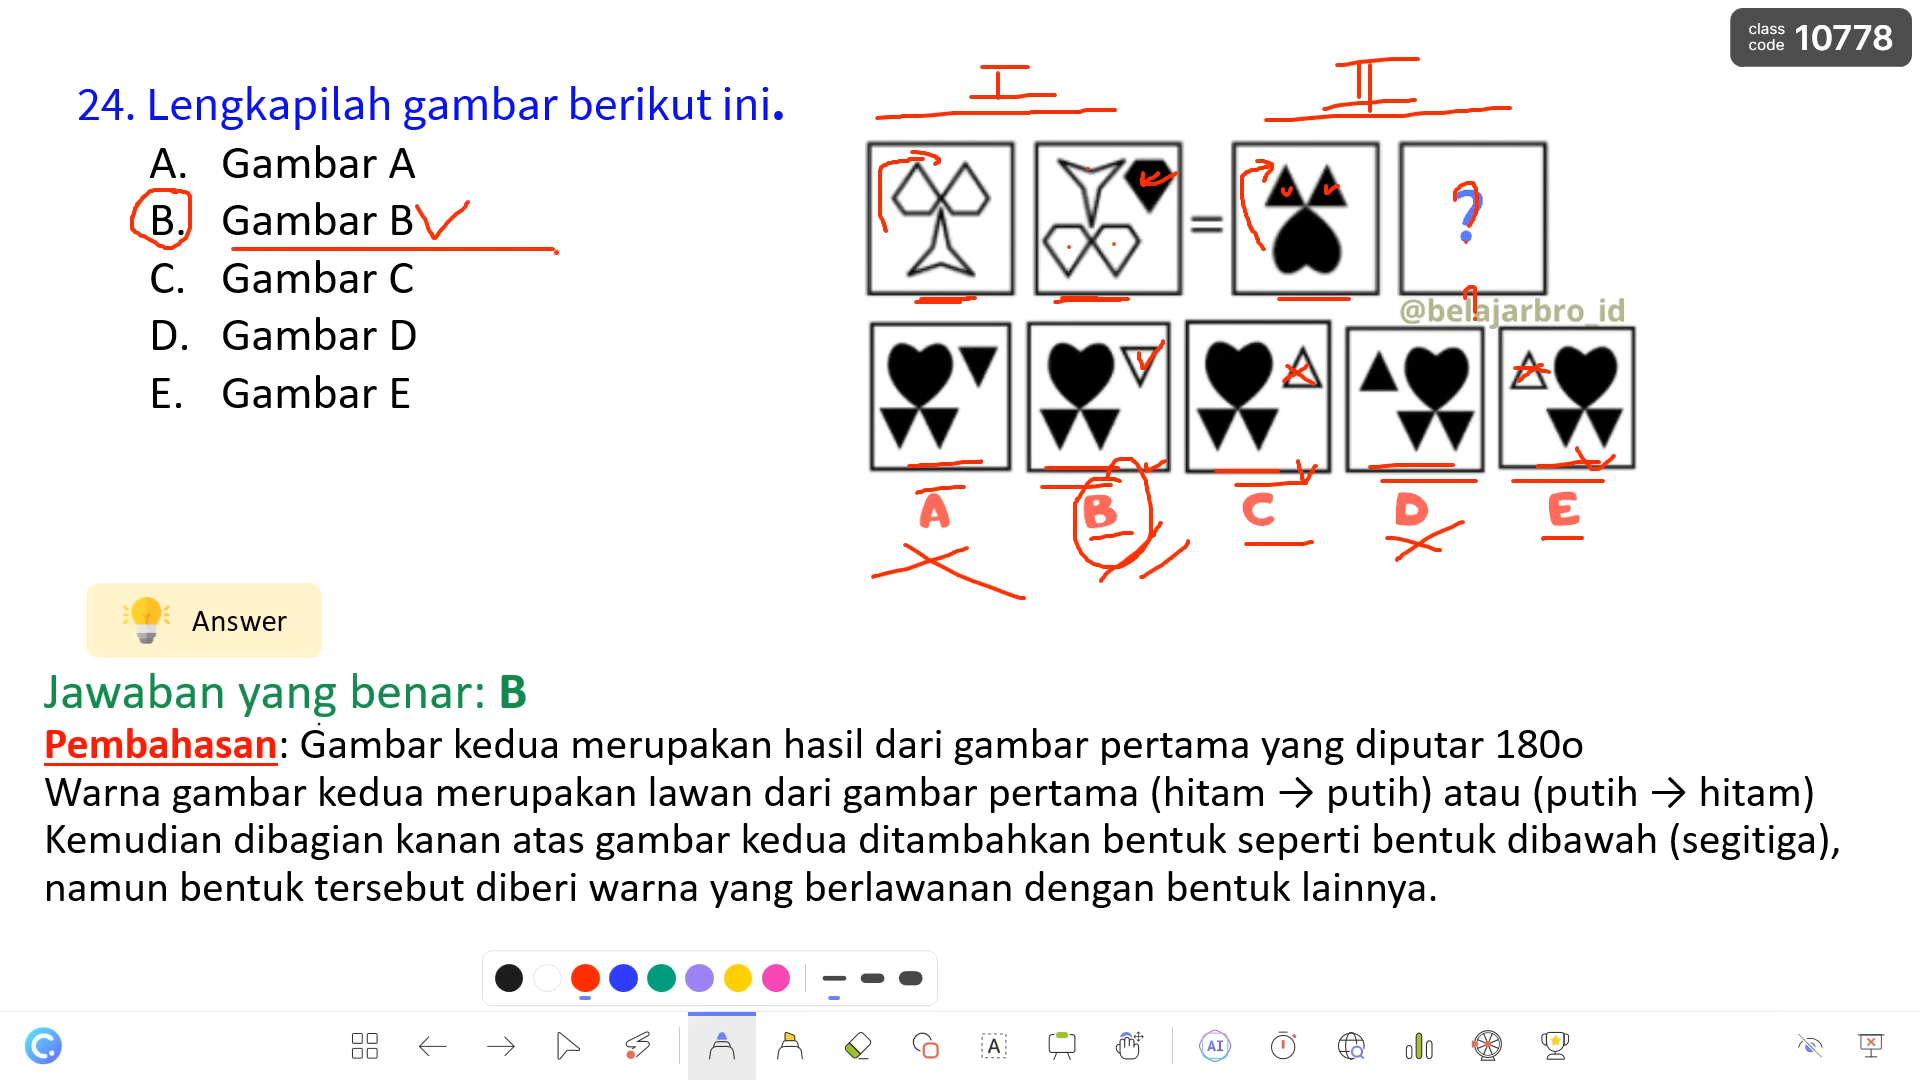 class
code 10778
I
II
24. Lengkapilah gambar berikut ini.
A. Gambar A
B. Gambar B
C. Gambar C
D. Gambar D
E. Gambar E
=
?
?
@belajarbro_id
A
B
C
D
E
Answer
Jawaban yang benar: B
Pembahasan: Gambar kedua merupakan hasil dari gambar pertama yang diputar 180o
Warna gambar kedua merupakan lawan dari gambar pertama (hitam → putih) atau (putih → hitam)
Kemudian dibagian kanan atas gambar kedua ditambahkan bentuk seperti bentuk dibawah (segitiga),
namun bentuk tersebut diberi warna yang berlawanan dengan bentuk lainnya.
A
AI